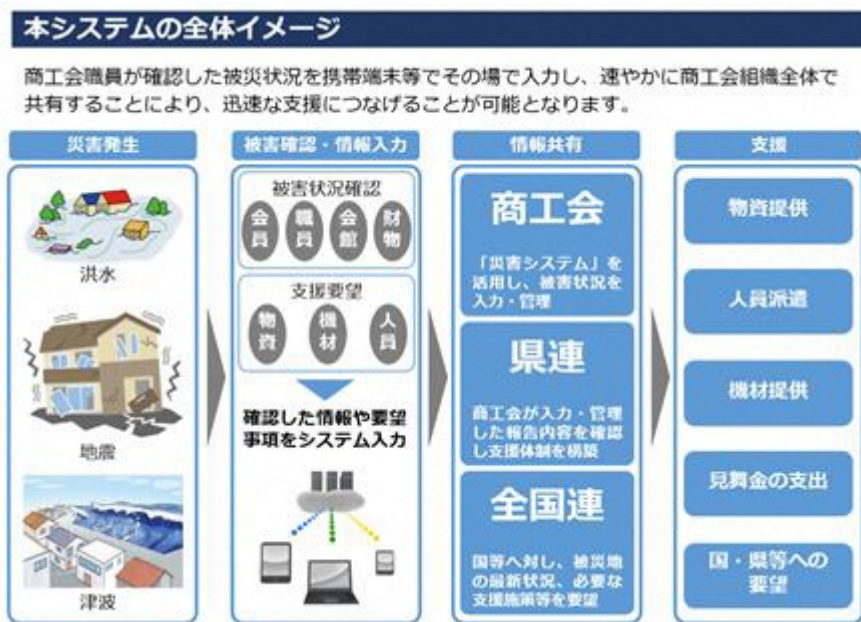 本システムの全体イメージ
商工会職員が確認した被災状況を携帯端末等でその場で入力し、速やかに商工会組織全体で
共有することにより、迅速な支援につなげることが可能となります。
災害発生
洪水
地震
津波
被害確認・情報入力
被害状況確認
会員
職員
会館
財物
支援要望
物資
機材
人員
確認した情報や要望
事項をシステム入力
情報共有
商工会
「災害システム」を
活用し、被害状況を
入力・管理
県連
商工会が入力・管理
した報告内容を確認
し支援体制を構築
全国連
国等へ対し、被災地
の最新状況、必要な
支援施策等を要望
支援
物資提供
人員派遣
機材提供
見舞金の支出
国・県等への
要望